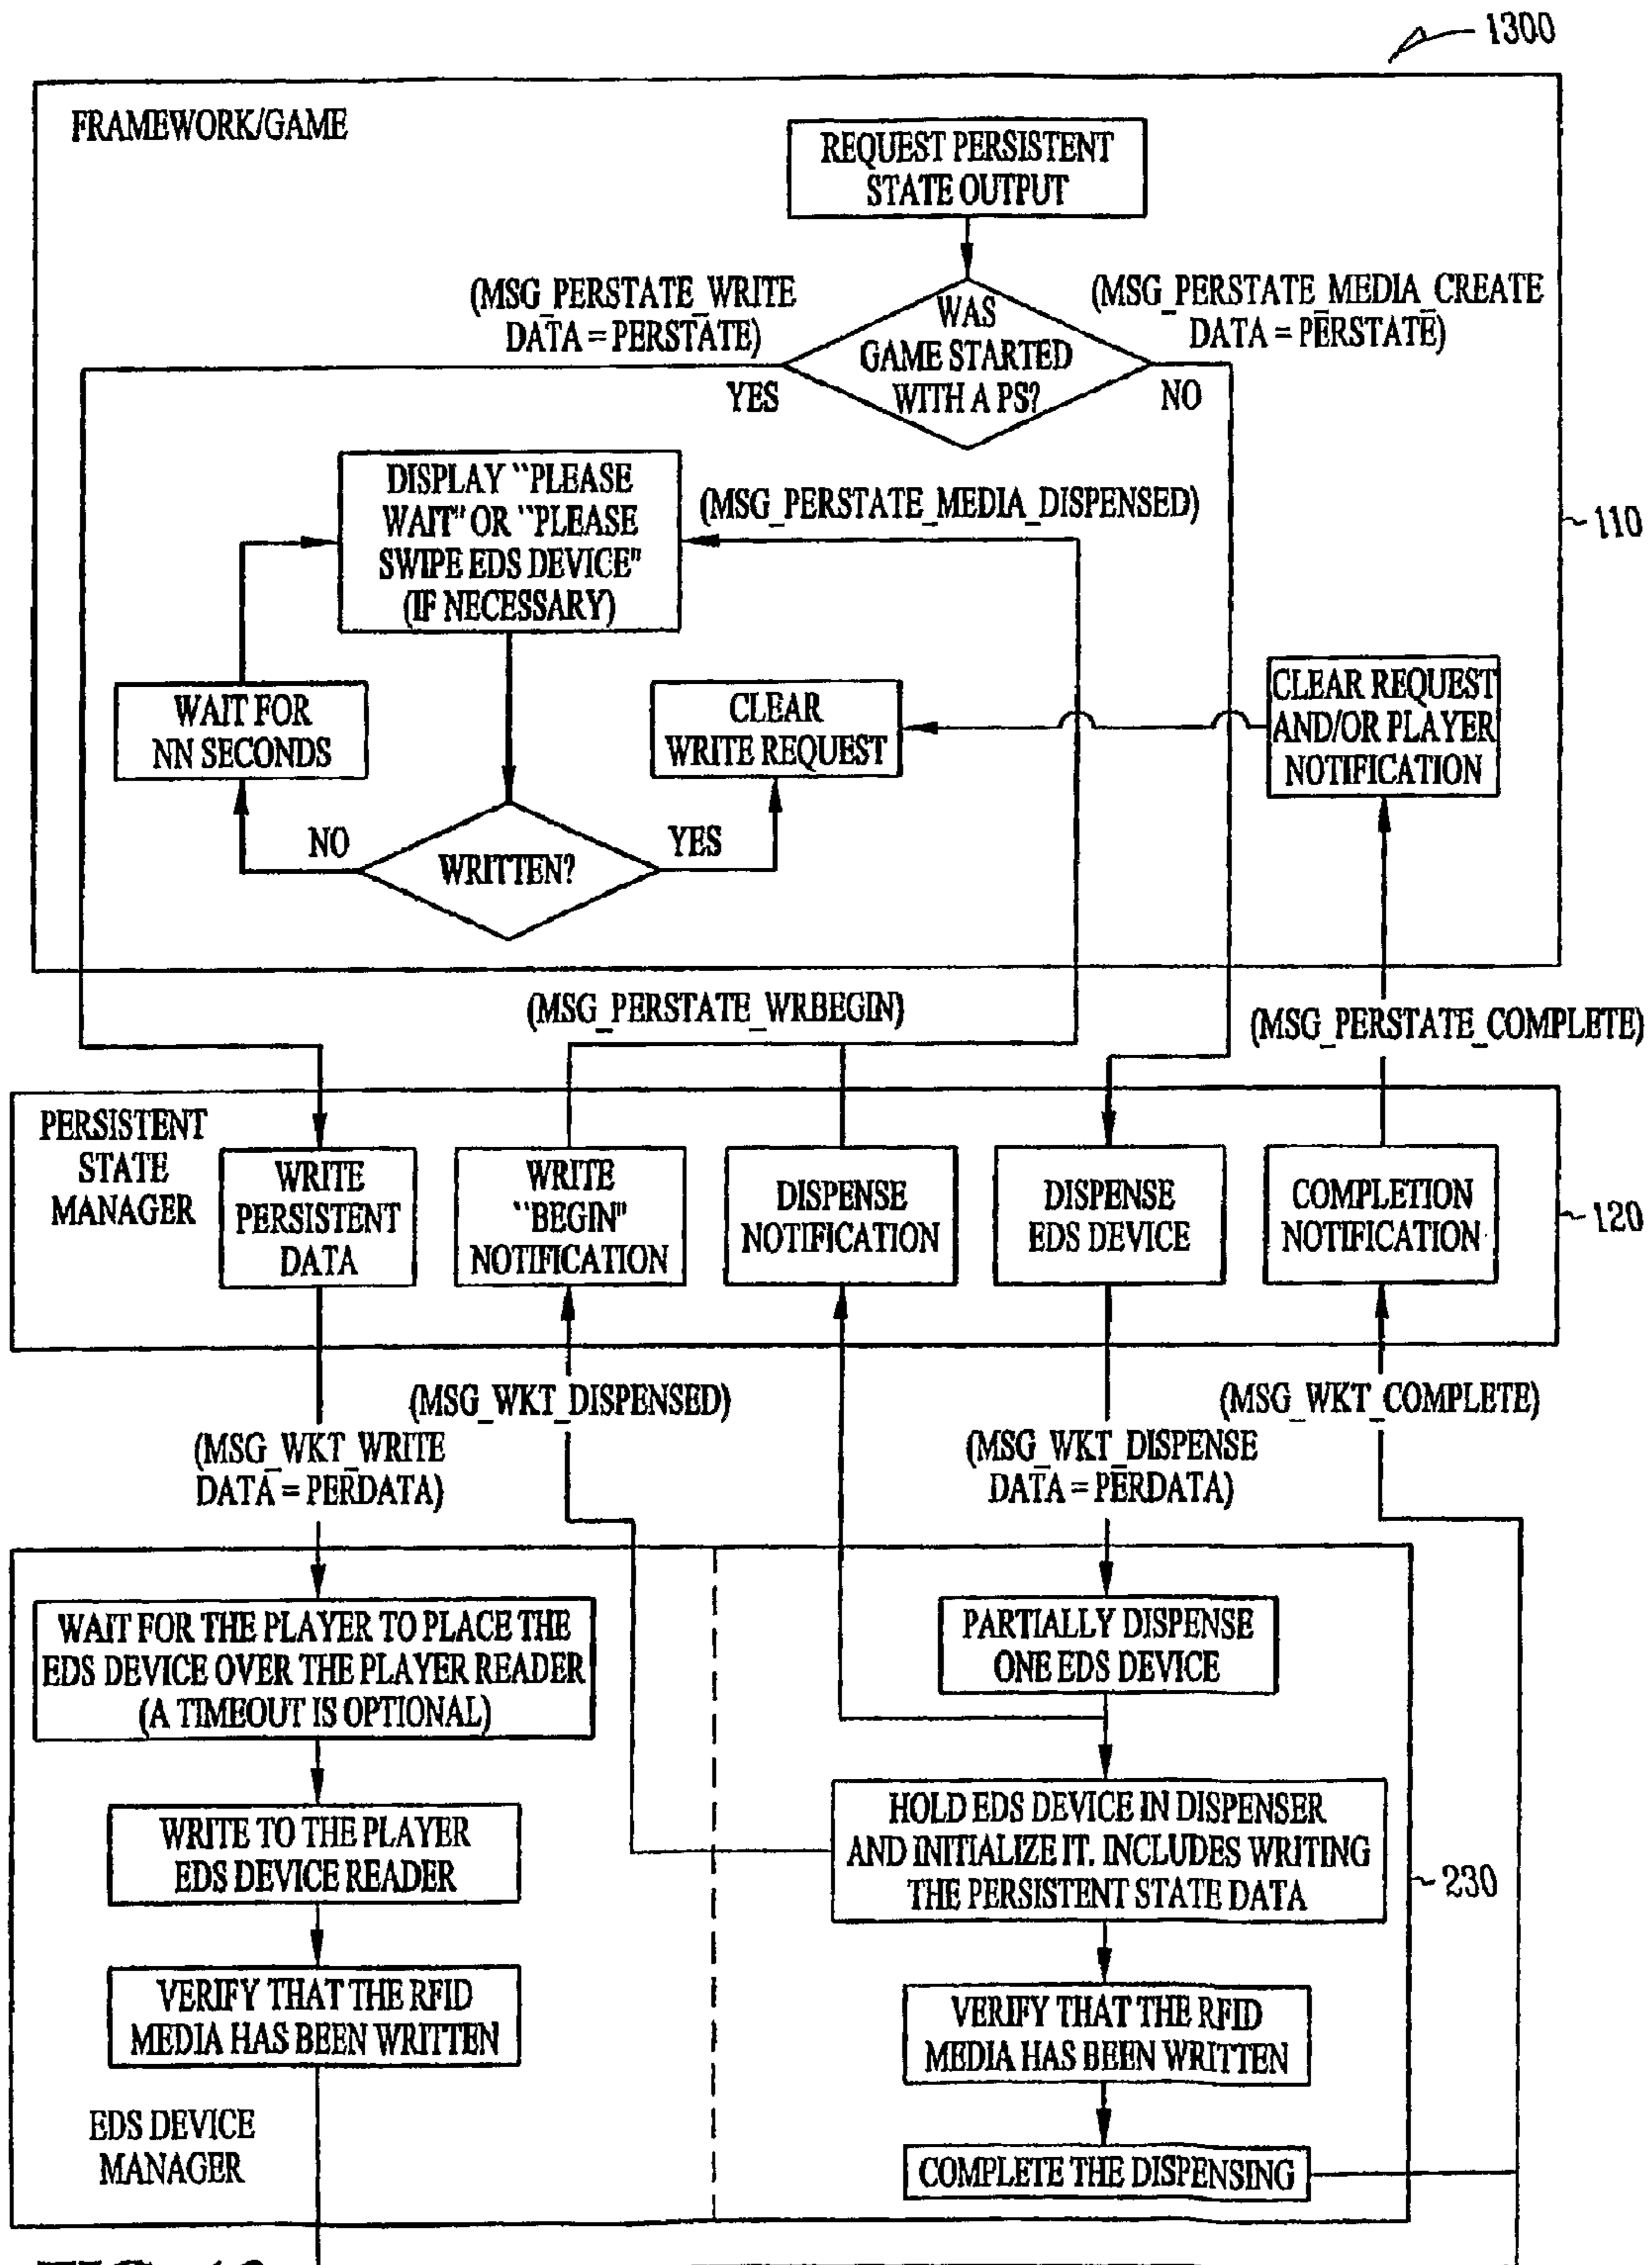 1300
FRAMEWORK/GAME
REQUEST PERSISTENT
STATE OUTPUT
(MSG_PERSTATE_WRITE
DATA = PERSTATE)
(MSG_PERSTATE_MEDIA_CREATE
DATA = PERSTATE)
WAS
GAME STARTED
WITH A PS?
YES
NO
DISPLAY "PLEASE
WAIT" OR "PLEASE
SWIPE EDS DEVICE"
(IF NECESSARY)
(MSG_PERSTATE_MEDIA_DISPENSED)
110
WAIT FOR
NN SECONDS
CLEAR
WRITE REQUEST
CLEAR REQUEST
AND/OR PLAYER
NOTIFICATION
NO
WRITTEN?
YES
(MSG_PERSTATE_WRBEGIN)
(MSG_PERSTATE_COMPLETE)
PERSISTENT
STATE
MANAGER
WRITE
PERSISTENT
DATA
WRITE
"BEGIN"
NOTIFICATION
DISPENSE
NOTIFICATION
DISPENSE
EDS DEVICE
COMPLETION
NOTIFICATION
120
(MSG_WKT_DISPENSED)
(MSG_WKT_COMPLETE)
(MSG_WKT_WRITE
DATA = PERDATA)
(MSG_WKT_DISPENSE
DATA = PERDATA)
WAIT FOR THE PLAYER TO PLACE THE
EDS DEVICE OVER THE PLAYER READER
(A TIMEOUT IS OPTIONAL)
WRITE TO THE PLAYER
EDS DEVICE READER
VERIFY THAT THE RFID
MEDIA HAS BEEN WRITTEN
EDS DEVICE
MANAGER
PARTIALLY DISPENSE
ONE EDS DEVICE
HOLD EDS DEVICE IN DISPENSER
AND INITIALIZE IT. INCLUDES WRITING
THE PERSISTENT STATE DATA
230
VERIFY THAT THE RFID
MEDIA HAS BEEN WRITTEN
COMPLETE THE DISPENSING